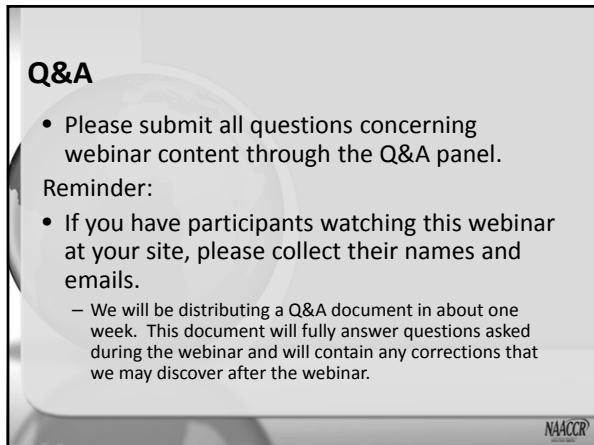 Q&A
• Please submit all questions concerning
webinar content through the Q&A panel.
Reminder:
• If you have participants watching this webinar
at your site, please collect their names and
emails.
– We will be distributing a Q&A document in about one
week. This document will fully answer questions asked
during the webinar and will contain any corrections that
we may discover after the webinar.
NAACCR